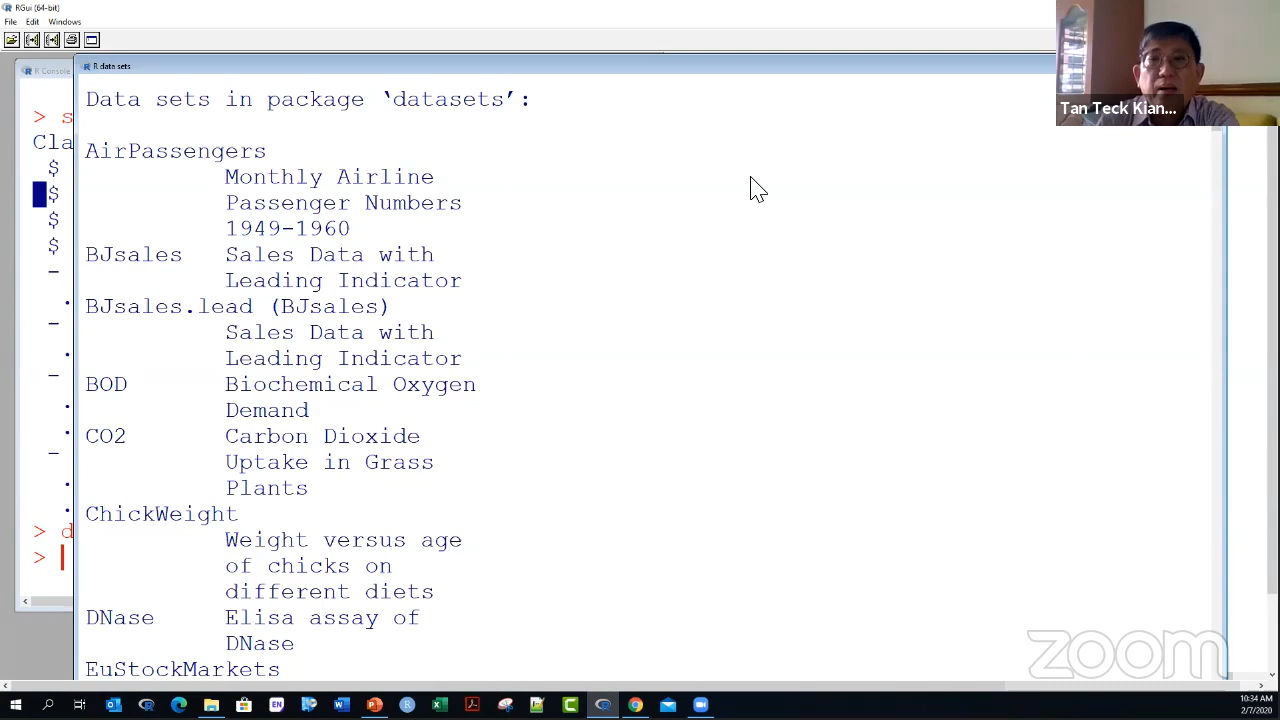 RGui (64-bit)
File Edit Windows
R Console
R data sets
> s
Cla
$
$
$
$
-
.
-
.
-
.
.
-
.
.
> d
>
Data sets in package ‘datasets’:
AirPassengers
Monthly Airline
Passenger Numbers
1949-1960
BJsales Sales Data with
Leading Indicator
BJsales.lead (BJsales)
Sales Data with
Leading Indicator
BOD Biochemical Oxygen
Demand
CO2 Carbon Dioxide
Uptake in Grass
Plants
ChickWeight
Weight versus age
of chicks on
different diets
DNase Elisa assay of
DNase
EuStockMarkets
Tan Teck Kian...
zoom
EN
10:34 AM
2/7/2020